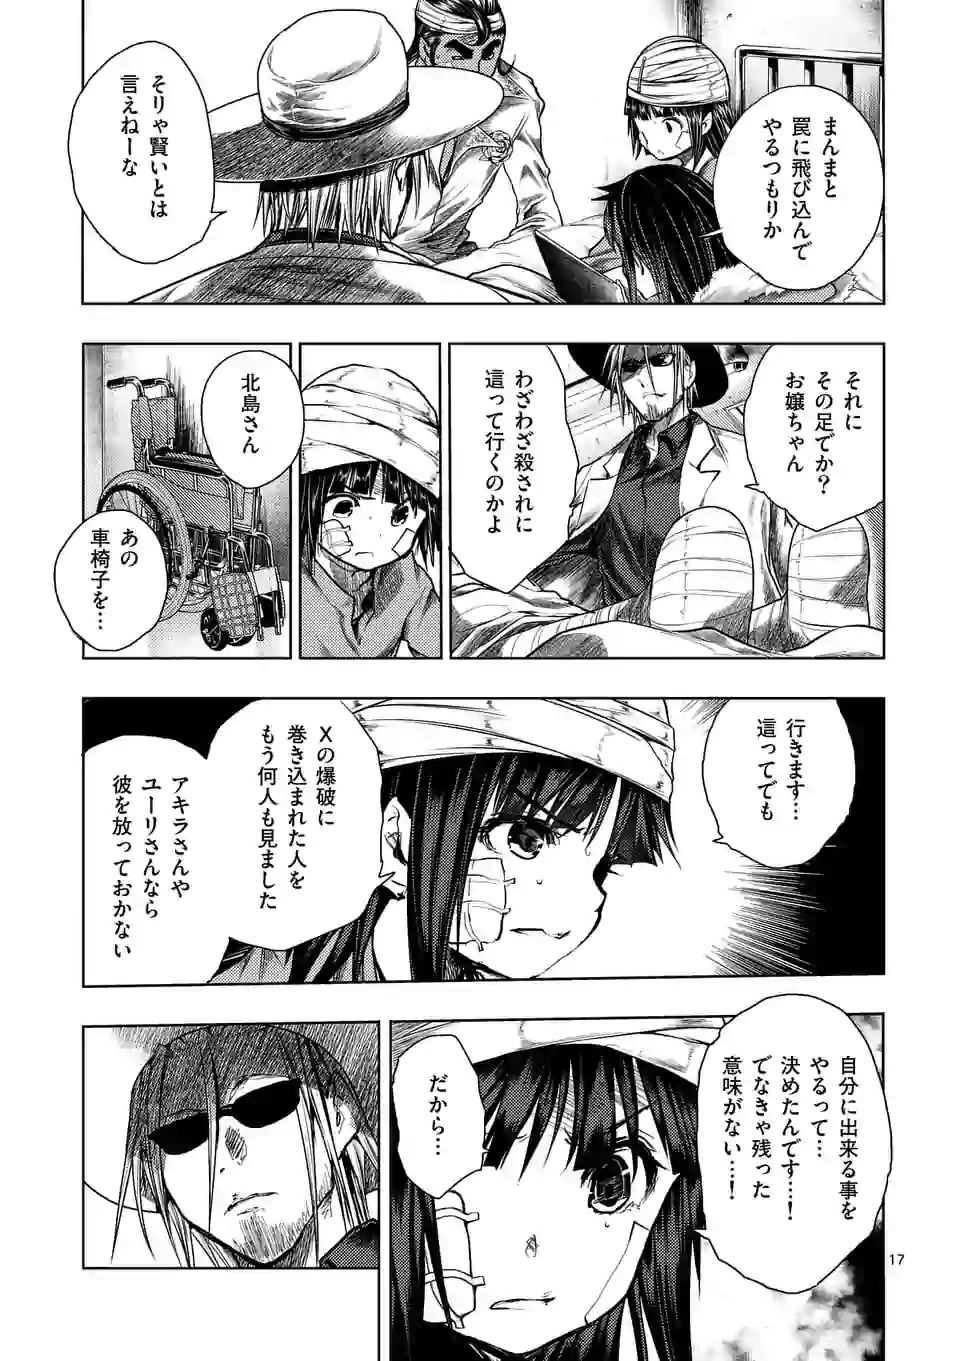 まんまと
罠に飛び込んで
やるつもりか
そりゃ賢いとは
言えねーな
それに
その足でか?
お嬢ちゃん
わざわざ殺されに
這って行くのかよ
北島さん
あの
車椅子を…
行きます…
這ってでも
Xの爆破に
巻き込まれた人を
もう何人も見ました
アキラさんや
ユーリさんなら
彼を放っておかない
自分に出来る事を
やるって…
決めたんです…!
でなきゃ残った
意味がない…!
だから…
17